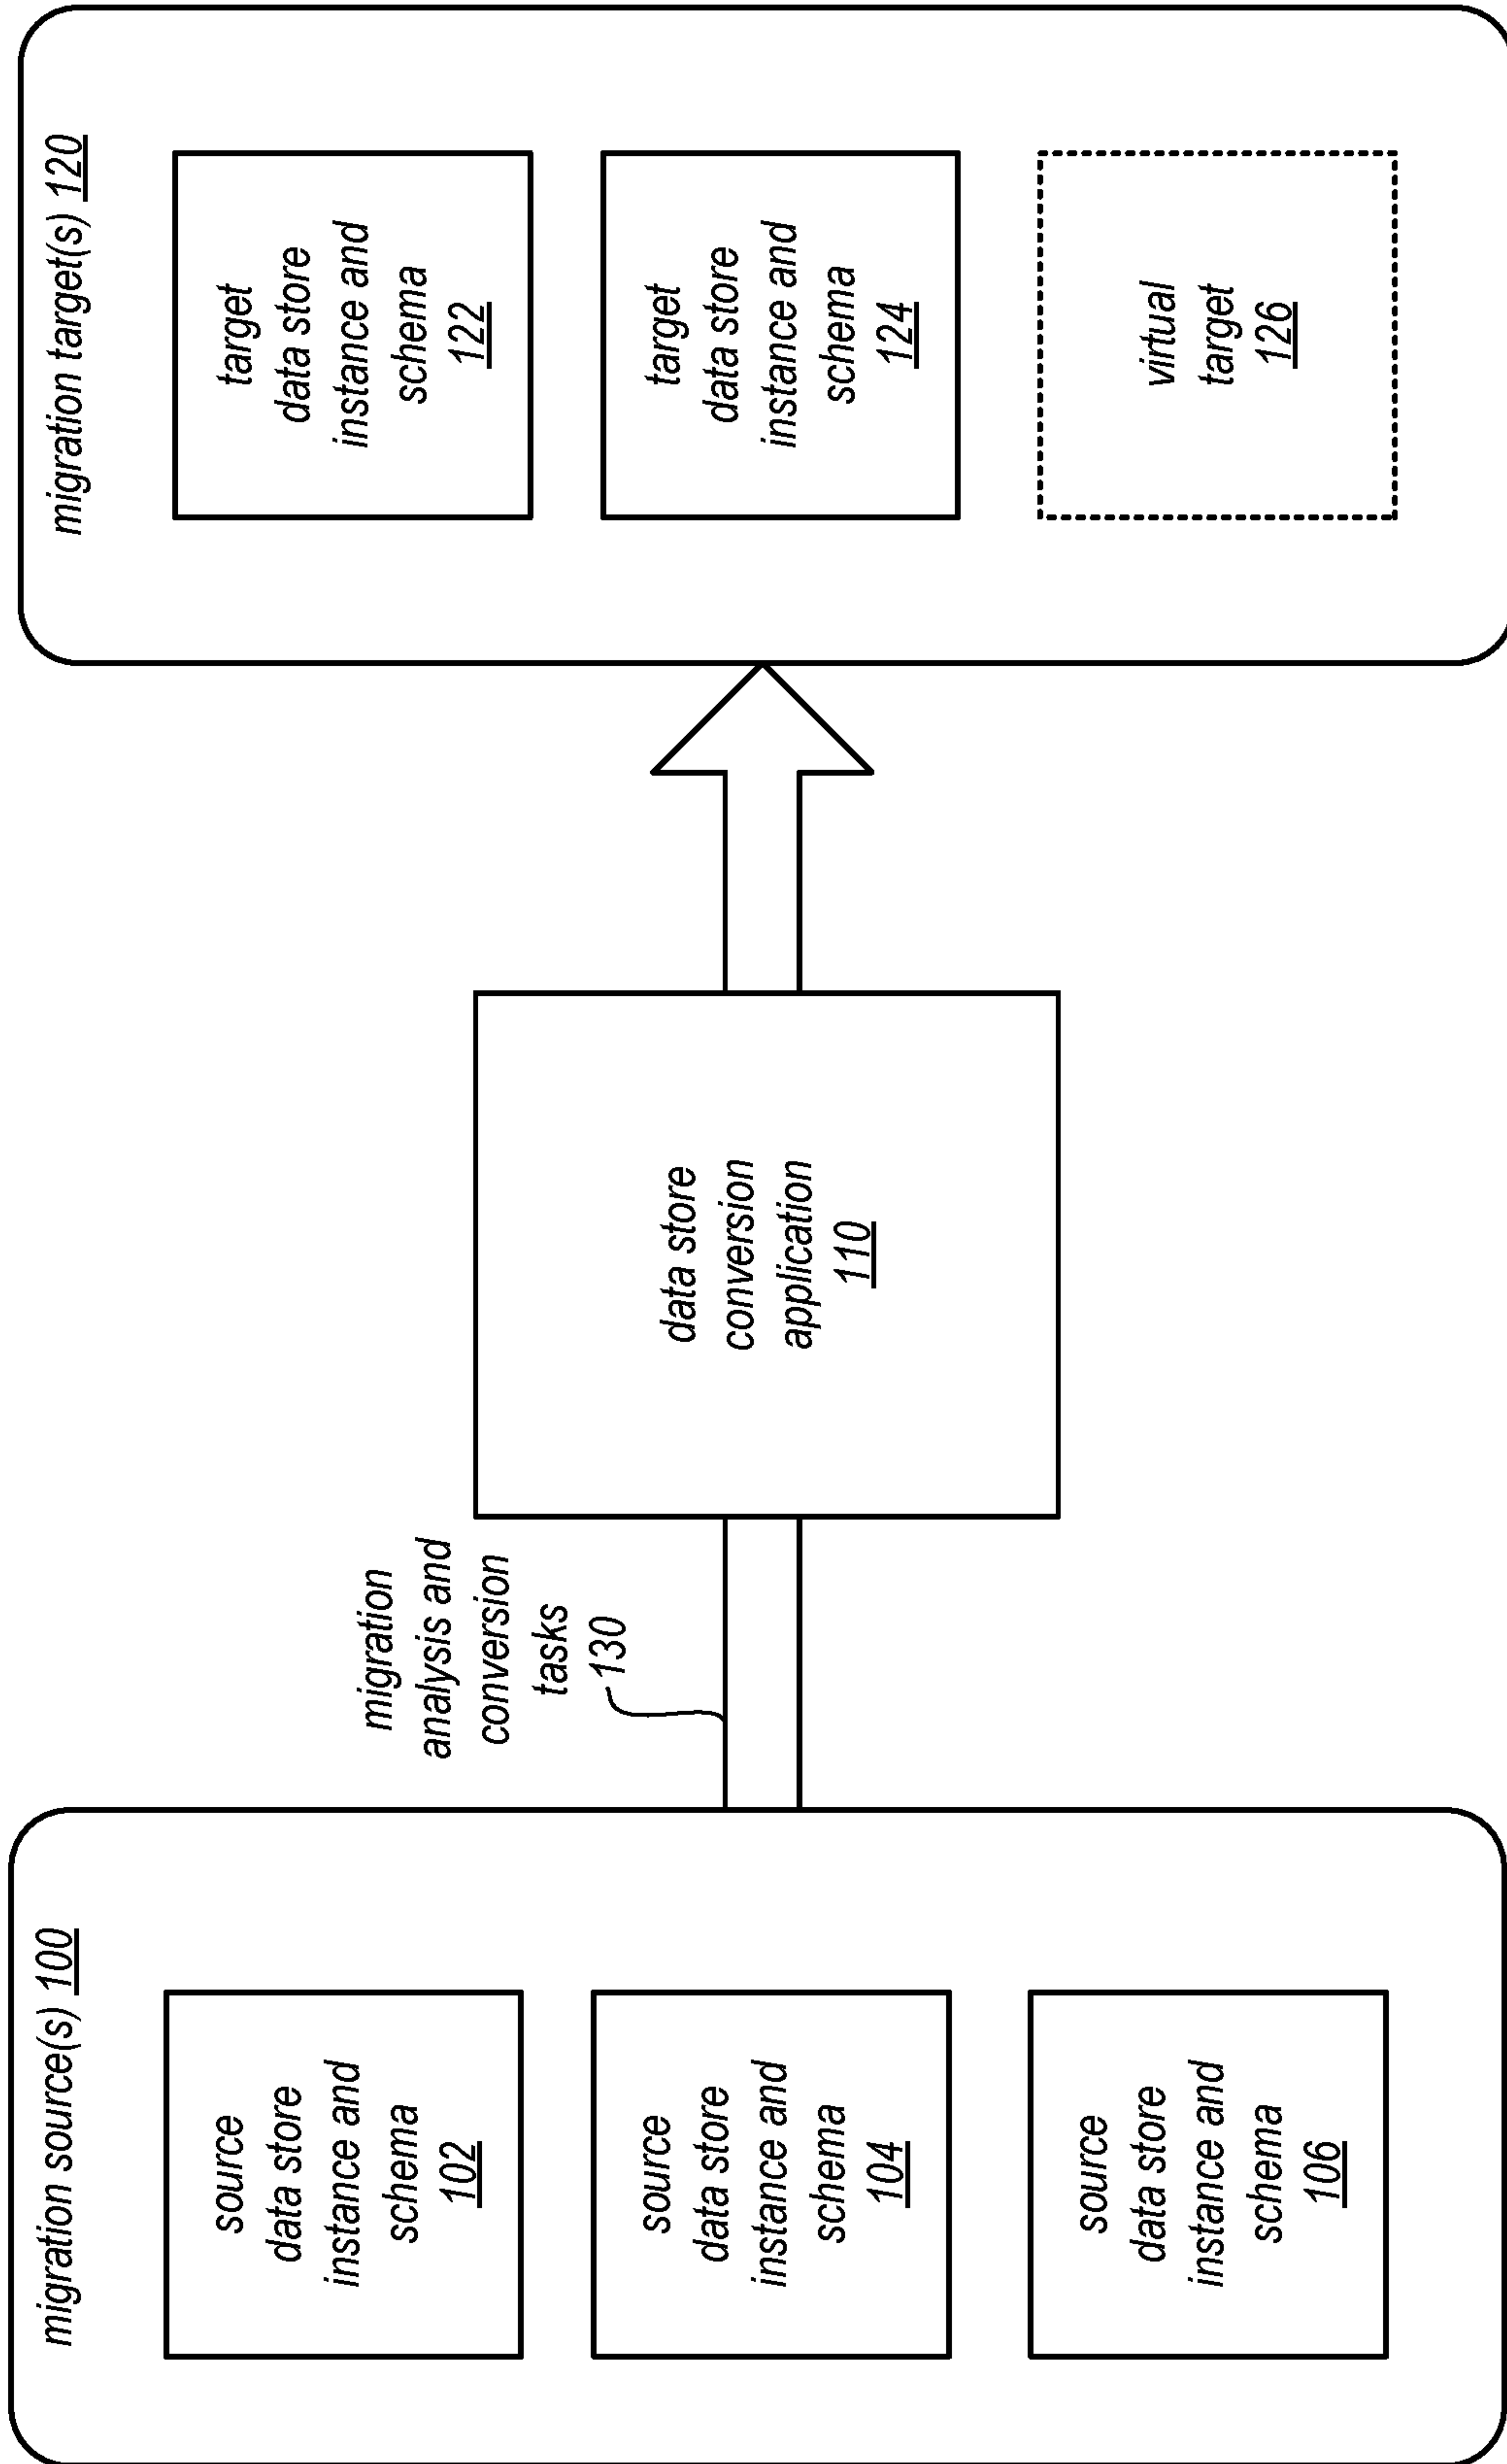 migration source(s) 100
source
data store
instance and
schema
102
source
data store
instance and
schema
104
source
data store
instance and
schema
106
migration
analysis and
conversion
tasks
130
data store
conversion
application
110
migration target(s) 120
target
data store
instance and
schema
122
target
data store
instance and
schema
124
virtual
target
126